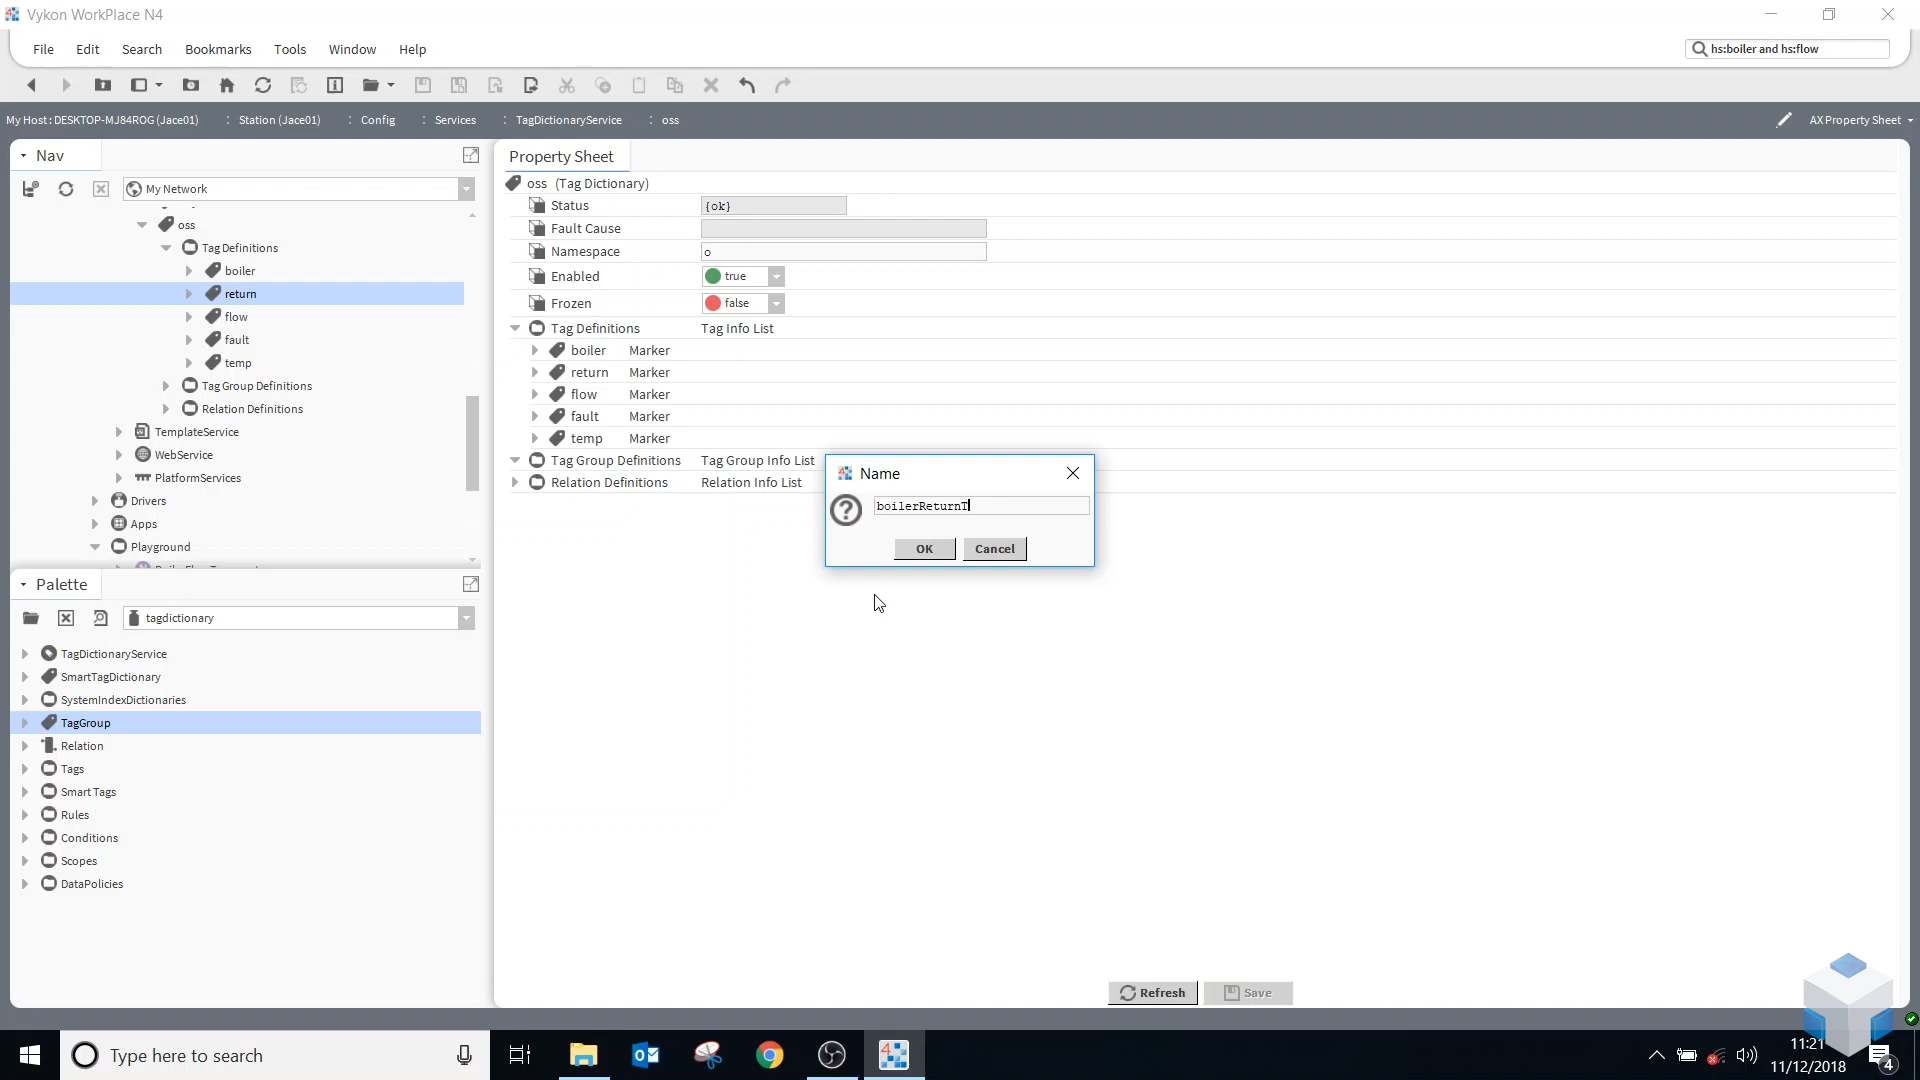 Vykon WorkPlace N4
File Edit Search Bookmarks Tools Window Help
hs:boiler and hs:flow
My Host : DESKTOP-MJ84ROG (Jace01) : Station (Jace01) : Config : Services : TagDictionaryService : oss
AX Property Sheet
Nav
My Network
oss
Tag Definitions
boiler
return
flow
fault
temp
Tag Group Definitions
Relation Definitions
TemplateService
WebService
PlatformServices
Drivers
Apps
Playground
Palette
tagdictionary
TagDictionaryService
SmartTagDictionary
SystemIndexDictionaries
TagGroup
Relation
Tags
Smart Tags
Rules
Conditions
Scopes
DataPolicies
Property Sheet
oss (Tag Dictionary)
Status {ok}
Fault Cause
Namespace o
Enabled true
Frozen false
Tag Definitions Tag Info List
boiler Marker
return Marker
flow Marker
fault Marker
temp Marker
Tag Group Definitions Tag Group Info List
Relation Definitions Relation Info List
Name
boilerReturnT
OK Cancel
Refresh Save
Type here to search
11:21
11/12/2018
4